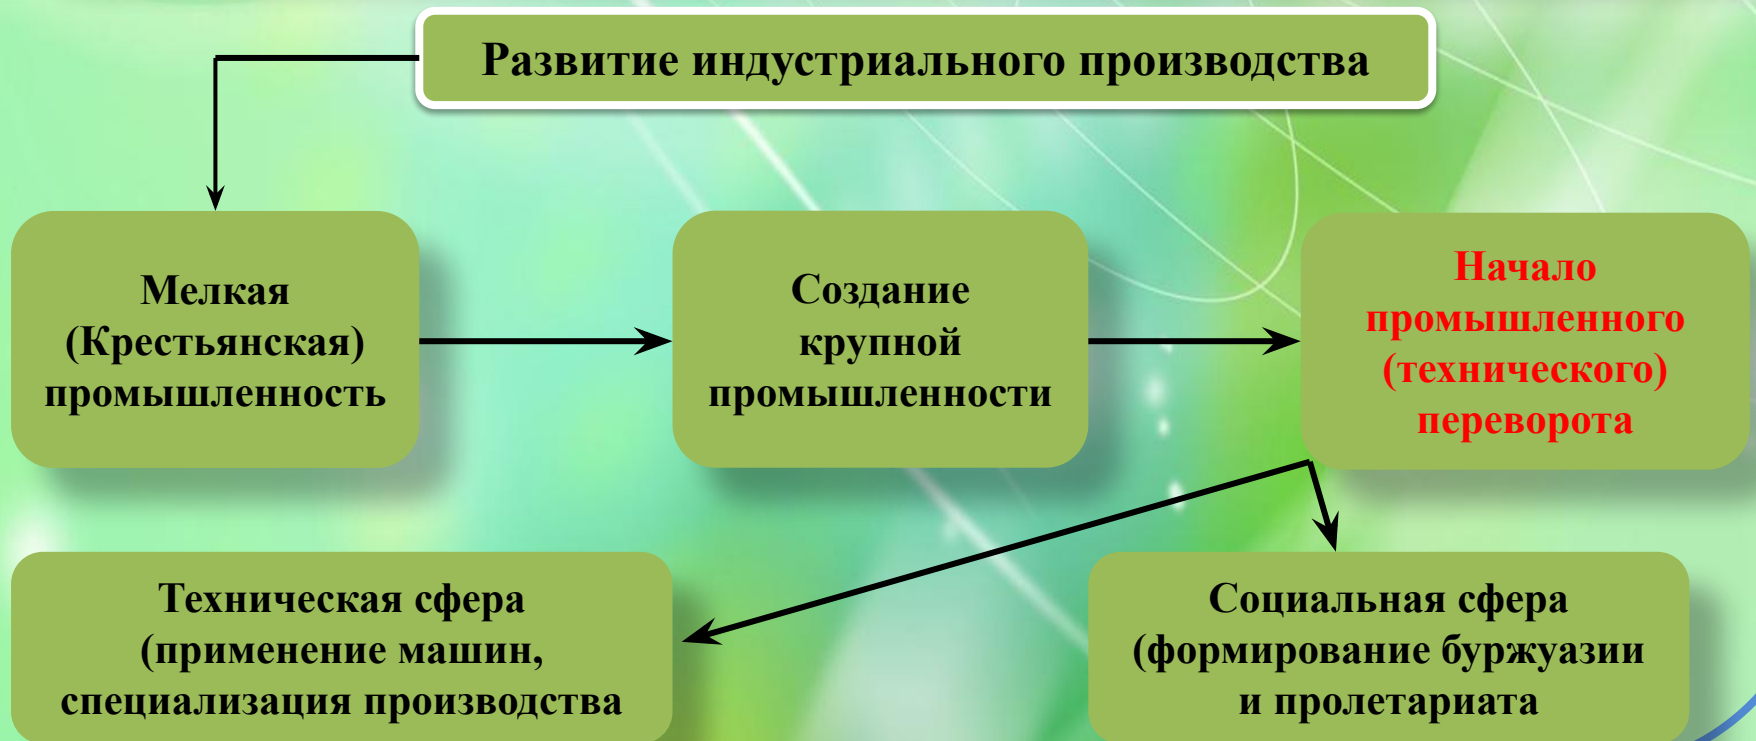 Развитие индустриального производства
Мелкая
(Крестьянская)
промышленность
Создание
крупной
промышленности
Начало
промышленного
(технического)
переворота
Техническая сфера
(применение машин,
специализация производства
Социальная сфера
(формирование буржуазии
и пролетариата